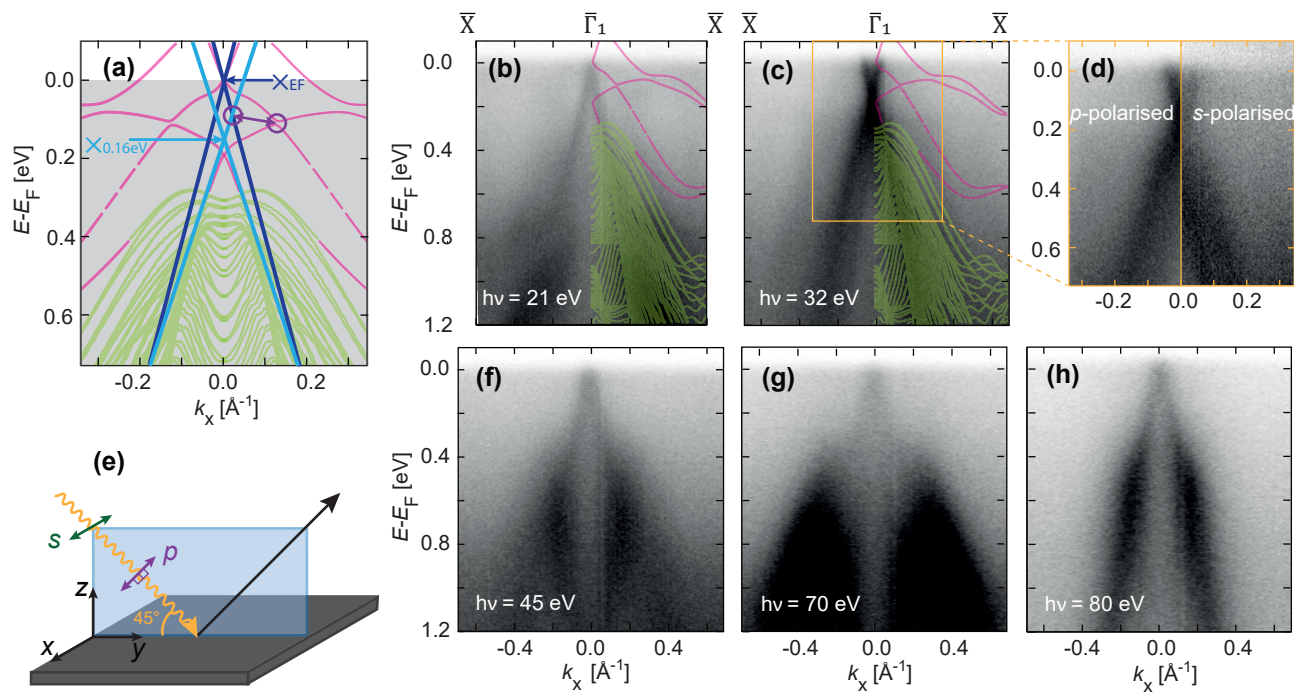 X̅ Γ̅₁ X̅ Γ̅₁ X̅
(a)
0.0
0.2
0.4
0.6
E-E_F [eV]
×EF
×0.16eV
-0.2 0.0 0.2
k_x [Å⁻¹]
(b)
0.0
0.4
0.8
1.2
E-E_F [eV]
hν = 21 eV
(c)
hν = 32 eV
(d)
0.0
0.2
0.4
0.6
p-polarised s-polarised
-0.2 0.0 0.2
(e)
s
p
z
45°
x
y
(f)
0.0
0.4
0.8
1.2
E-E_F [eV]
hν = 45 eV
-0.4 0.0 0.4
k_x [Å⁻¹]
(g)
hν = 70 eV
-0.4 0.0 0.4
k_x [Å⁻¹]
(h)
hν = 80 eV
-0.4 0.0 0.4
k_x [Å⁻¹]